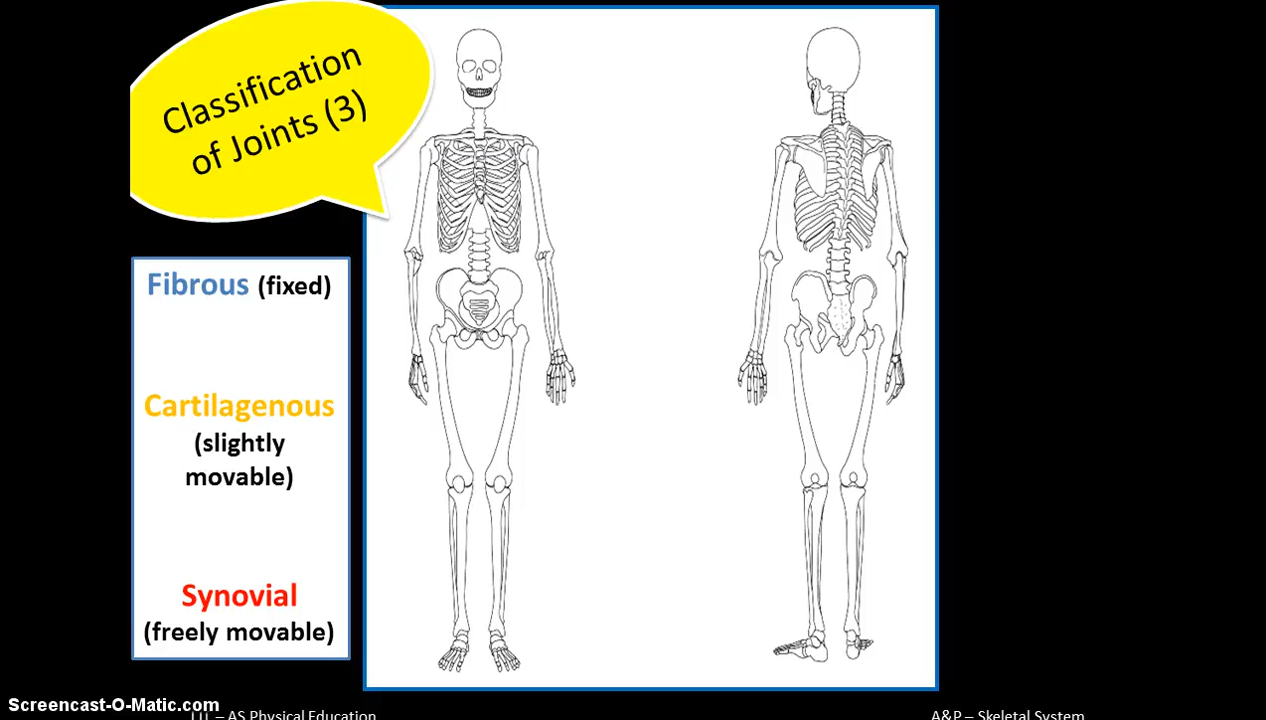 Classification
of Joints (3)
Fibrous (fixed)
Cartilagenous
(slightly
movable)
Synovial
(freely movable)
Screencast-O-Matic.com
– AS Physical Education
A&P – Skeletal System